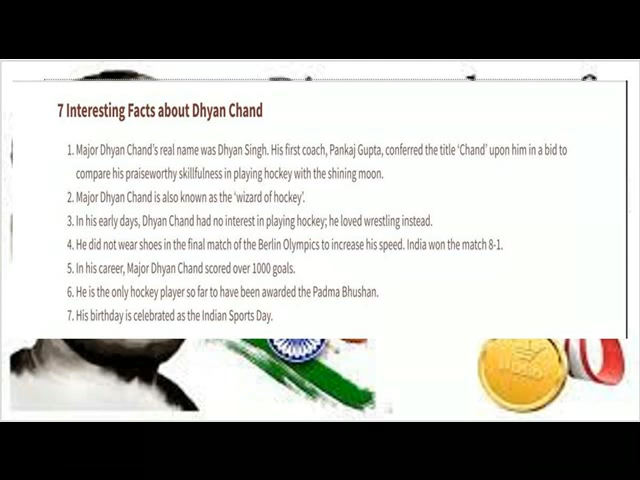 7 Interesting Facts about Dhyan Chand
1. Major Dhyan Chand's real name was Dhyan Singh. His first coach, Pankaj Gupta, conferred the title 'Chand' upon him in a bid to
compare his praiseworthy skillfulness in playing hockey with the shining moon.
2. Major Dhyan Chand is also known as the 'wizard of hockey'.
3. In his early days, Dhyan Chand had no interest in playing hockey; he loved wrestling instead.
4. He did not wear shoes in the final match of the Berlin Olympics to increase his speed. India won the match 8-1.
5. In his career, Major Dhyan Chand scored over 1000 goals.
6. He is the only hockey player so far to have been awarded the Padma Bhushan.
7. His birthday is celebrated as the Indian Sports Day.